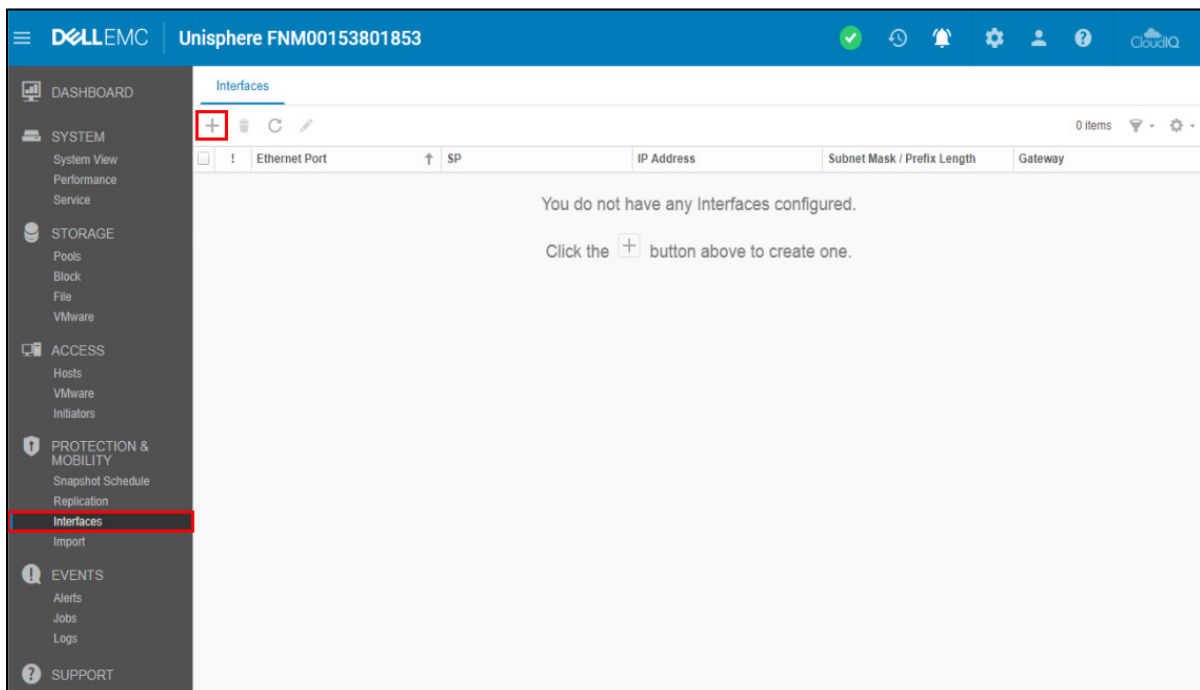 DELLEMC
Unisphere FNM00153801853
CloudIQ
DASHBOARD
SYSTEM
System View
Performance
Service
STORAGE
Pools
Block
File
VMware
ACCESS
Hosts
VMware
Initiators
PROTECTION &
MOBILITY
Snapshot Schedule
Replication
Interfaces
Import
EVENTS
Alerts
Jobs
Logs
SUPPORT
Interfaces
0 items
! Ethernet Port SP IP Address Subnet Mask / Prefix Length Gateway
You do not have any Interfaces configured.
Click the + button above to create one.